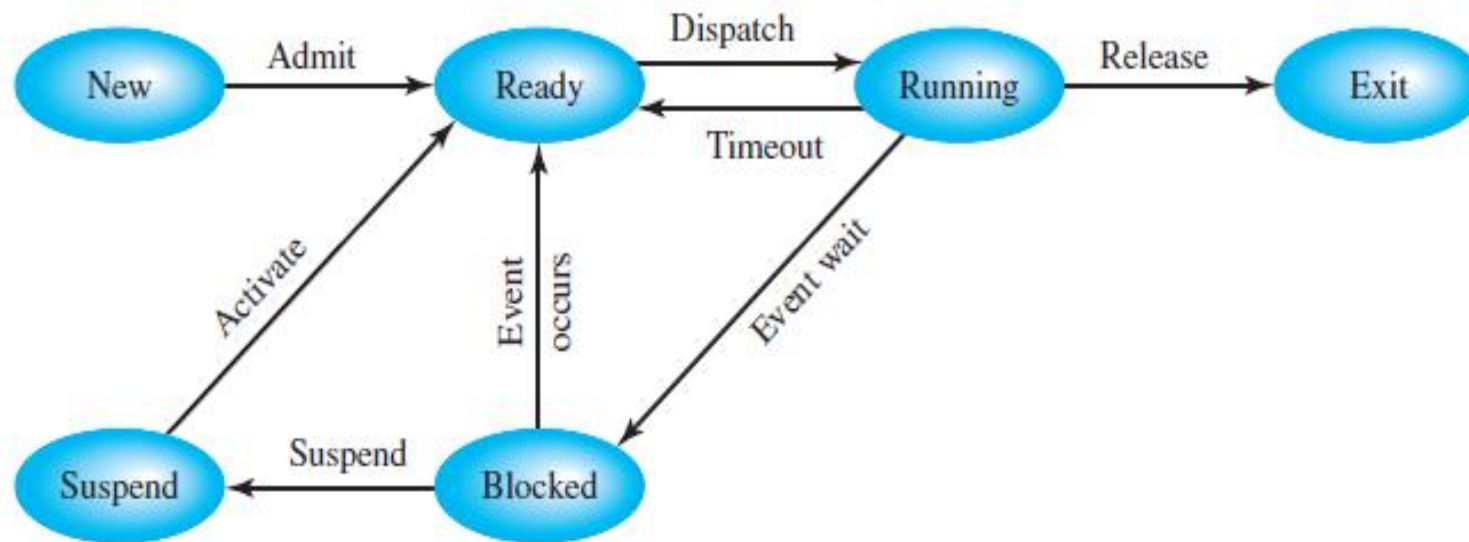 Dispatch
Admit
Release
New
Ready
Running
Exit
Timeout
Activate
Event
occurs
Event wait
Suspend
Suspend
Blocked